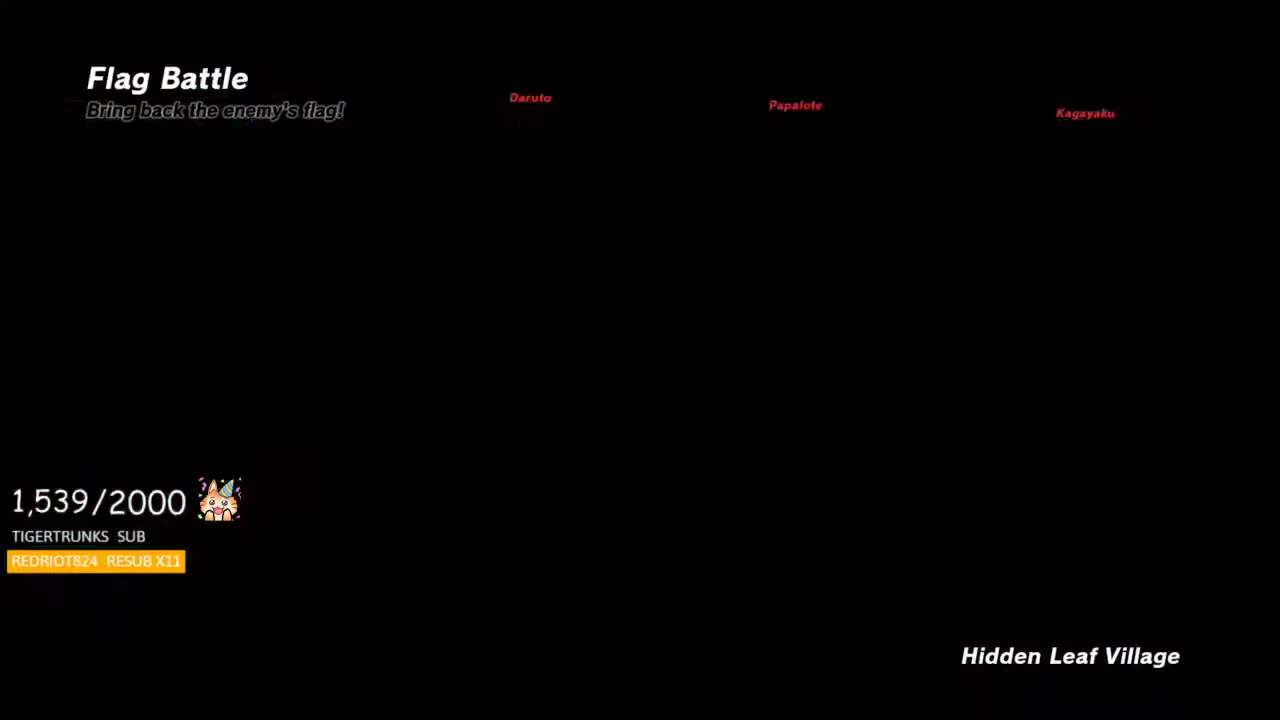 Flag Battle
Bring back the enemy's flag!
Daruto
Papalote
Kagayaku
1,539/2000
TIGERTRUNKS SUB
REDRIOT824 RESUB X11
Hidden Leaf Village